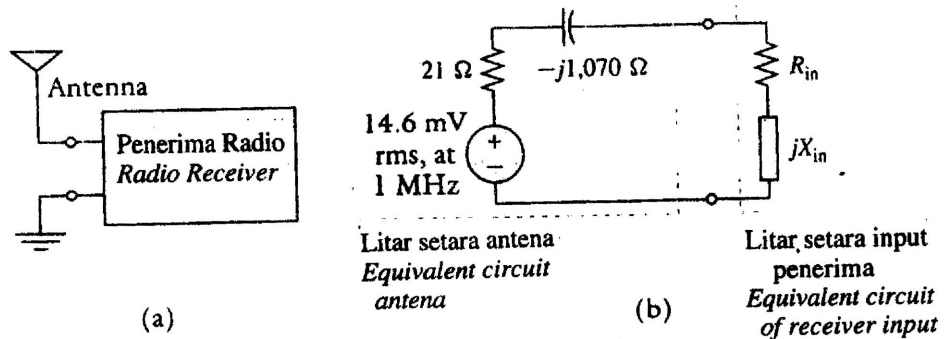 Antenna
Penerima Radio
Radio Receiver
(a)
21 Ω
−j1,070 Ω
14.6 mV
rms, at
1 MHz
+
−
R_in
jX_in
Litar setara antena
Equivalent circuit
antena
(b)
Litar setara input
penerima
Equivalent circuit
of receiver input